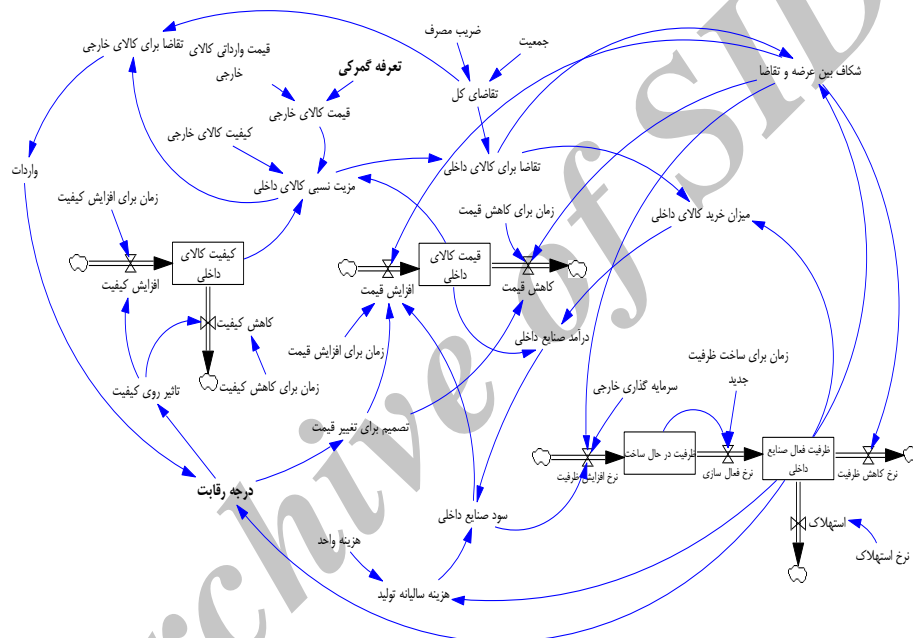 تقاضا برای کالای خارجی
قیمت وارداتی کالای
خارجی
ضریب مصرف
جمعیت
تعرفه گمرکی
تقاضای کل
شکاف بین عرضه و تقاضا
قیمت کالای خارجی
کیفیت کالای خارجی
واردات
مزیت نسبی کالای داخلی
تقاضا برای کالای داخلی
زمان برای افزایش کیفیت
زمان برای کاهش قیمت
میزان خرید کالای داخلی
کیفیت کالای
داخلی
قیمت کالای
داخلی
افزایش کیفیت
افزایش قیمت
کاهش قیمت
کاهش کیفیت
درآمد صنایع داخلی
زمان برای افزایش قیمت
زمان برای ساخت ظرفیت
جدید
تاثیر روی کیفیت
زمان برای کاهش کیفیت
سرمایه گذاری خارجی
تصمیم برای تغییر قیمت
ظرفیت در حال ساخت
ظرفیت فعال صنایع
داخلی
نرخ افزایش ظرفیت
نرخ فعال سازی
نرخ کاهش ظرفیت
درجه رقابت
سود صنایع داخلی
استهلاک
هزینه واحد
نرخ استهلاک
هزینه سالیانه تولید
Archive of SID